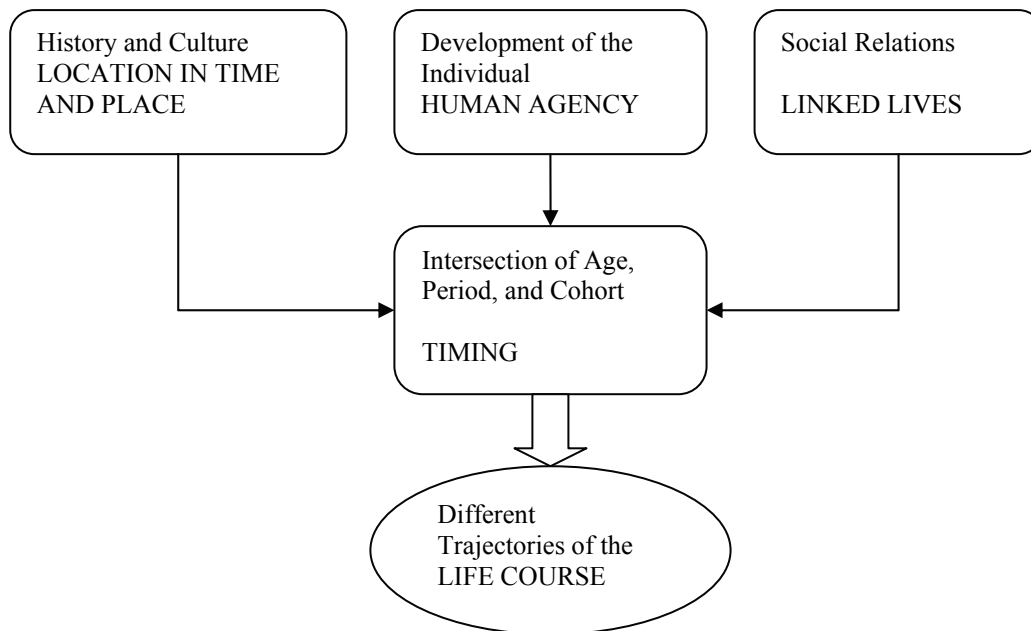 History and Culture
LOCATION IN TIME
AND PLACE
Development of the
Individual
HUMAN AGENCY
Social Relations
LINKED LIVES
Intersection of Age,
Period, and Cohort
TIMING
Different
Trajectories of the
LIFE COURSE